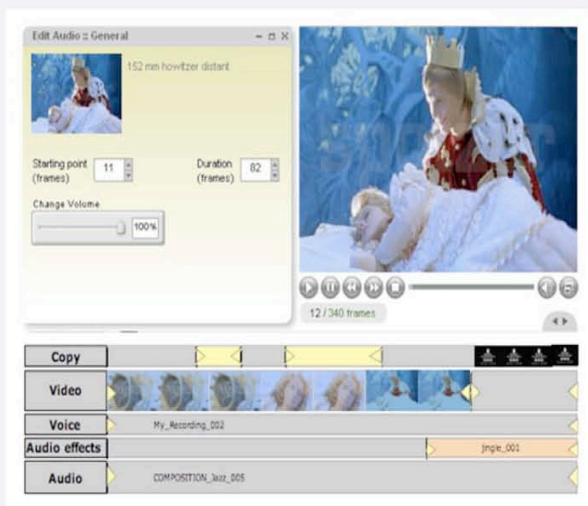 Edit Audio :: General
152 mm howitzer distant
Starting point
(frames)
11
Duration
(frames)
82
Change Volume
100%
12 / 340 frames
Copy
Video
Voice
My_Recording_002
Audio effects
jingle_001
Audio
COMPOSITION_Jazz_005